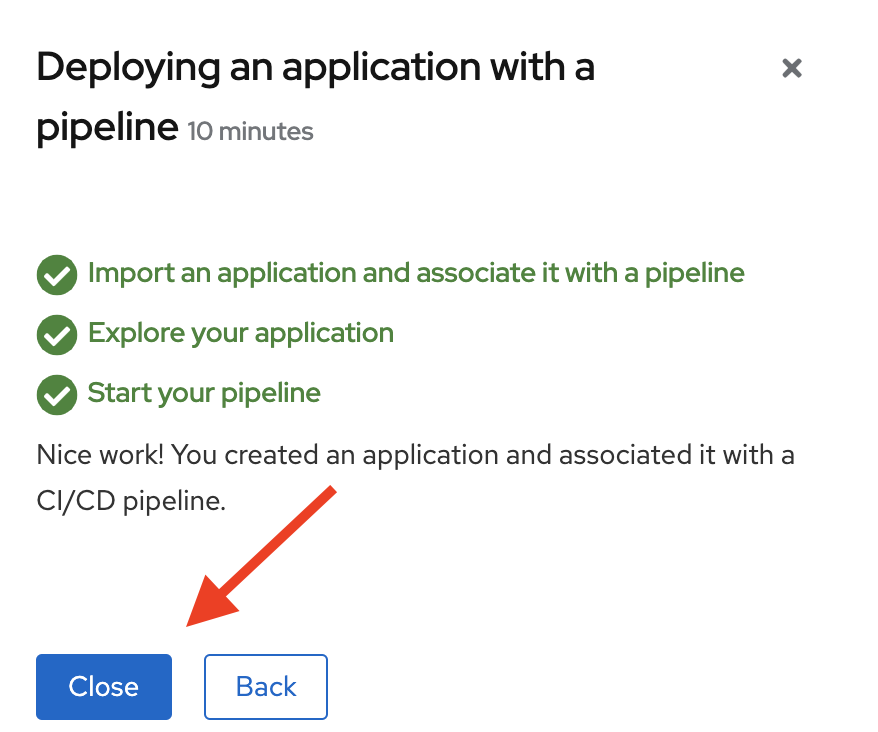 Deploying an application with a
pipeline 10 minutes
Import an application and associate it with a pipeline
Explore your application
Start your pipeline
Nice work! You created an application and associated it with a
CI/CD pipeline.
Close
Back